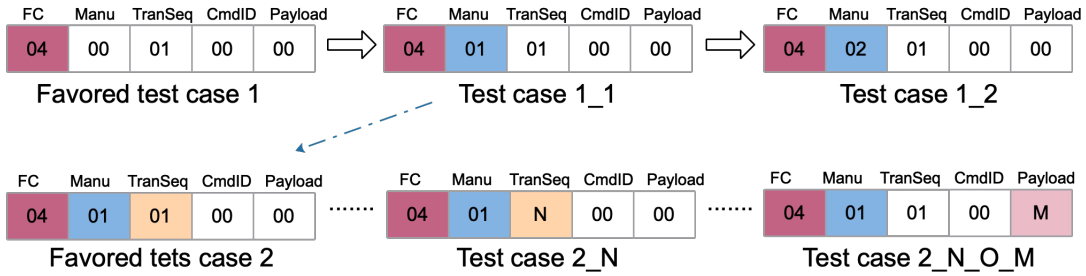 FC Manu TranSeq CmdID Payload
04 00 01 00 00
Favored test case 1
FC Manu TranSeq CmdID Payload
04 01 01 00 00
Test case 1_1
FC Manu TranSeq CmdID Payload
04 02 01 00 00
Test case 1_2
FC Manu TranSeq CmdID Payload
04 01 01 00 00
Favored tets case 2
......
FC Manu TranSeq CmdID Payload
04 01 N 00 00
Test case 2_N
......
FC Manu TranSeq CmdID Payload
04 01 01 00 M
Test case 2_N_O_M